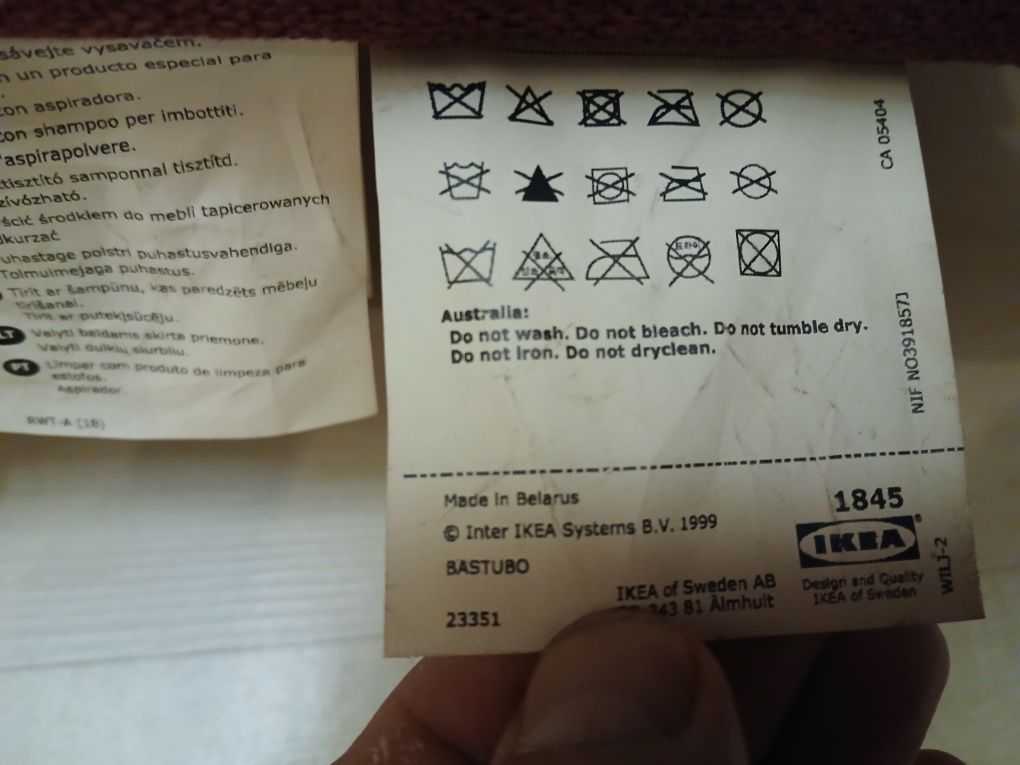 sávejte vysavačem.
n un producto especial para
con aspiradora.
con shampoo per imbottiti.
'aspirapolvere.
tisztító samponnal tisztítd.
zívózható.
ścić środkiem do mebli tapicerowanych
dkurzać
uhastage polstri puhastusvahendiga.
Tolmuimejaga puhastus.
Tīrīt ar šampūnu, kas paredzēts mēbeļu
tīrīšanai.
Tīrīt ar putekļsūcēju.
LT Valyti baldams skirta priemone.
Valyti dulkių siurbliu.
PT Limpar com produto de limpeza para
estofos.
Aspirador.
RWT-A (18)
CA 05404
Australia:
Do not wash. Do not bleach. Do not tumble dry.
Do not iron. Do not dryclean.
NIF NO391857J
Made in Belarus
© Inter IKEA Systems B.V. 1999
BASTUBO
23351
1845
IKEA®
Design and Quality
IKEA of Sweden
IKEA of Sweden AB
343 81 Älmhult
WILJ-2